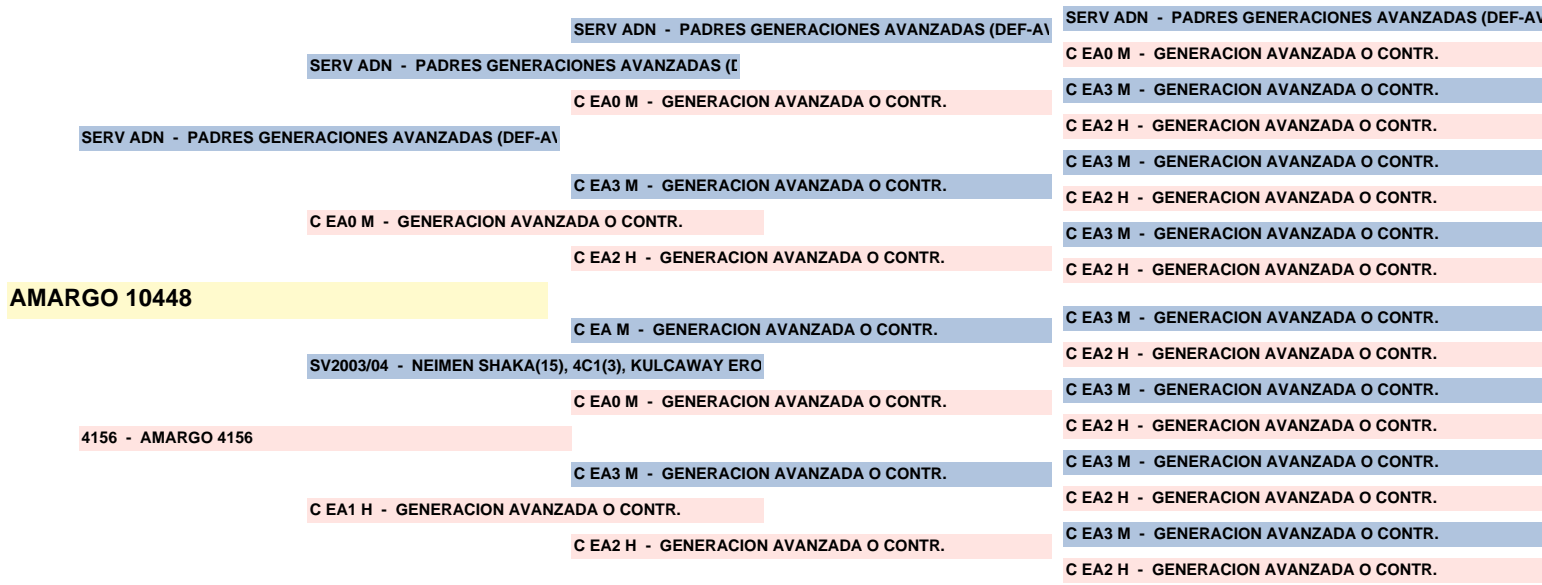 SERV ADN - PADRES GENERACIONES AVANZADAS (DEF-AV
SERV ADN - PADRES GENERACIONES AVANZADAS (DEF-AV
C EA0 M - GENERACION AVANZADA O CONTR.
SERV ADN - PADRES GENERACIONES AVANZADAS (D
C EA3 M - GENERACION AVANZADA O CONTR.
C EA0 M - GENERACION AVANZADA O CONTR.
C EA2 H - GENERACION AVANZADA O CONTR.
SERV ADN - PADRES GENERACIONES AVANZADAS (DEF-AV
C EA3 M - GENERACION AVANZADA O CONTR.
C EA3 M - GENERACION AVANZADA O CONTR.
C EA2 H - GENERACION AVANZADA O CONTR.
C EA0 M - GENERACION AVANZADA O CONTR.
C EA3 M - GENERACION AVANZADA O CONTR.
C EA2 H - GENERACION AVANZADA O CONTR.
C EA2 H - GENERACION AVANZADA O CONTR.
AMARGO 10448
C EA3 M - GENERACION AVANZADA O CONTR.
C EA M - GENERACION AVANZADA O CONTR.
C EA2 H - GENERACION AVANZADA O CONTR.
SV2003/04 - NEIMEN SHAKA(15), 4C1(3), KULCAWAY ERO
C EA3 M - GENERACION AVANZADA O CONTR.
C EA0 M - GENERACION AVANZADA O CONTR.
C EA2 H - GENERACION AVANZADA O CONTR.
4156 - AMARGO 4156
C EA3 M - GENERACION AVANZADA O CONTR.
C EA3 M - GENERACION AVANZADA O CONTR.
C EA2 H - GENERACION AVANZADA O CONTR.
C EA1 H - GENERACION AVANZADA O CONTR.
C EA3 M - GENERACION AVANZADA O CONTR.
C EA2 H - GENERACION AVANZADA O CONTR.
C EA2 H - GENERACION AVANZADA O CONTR.